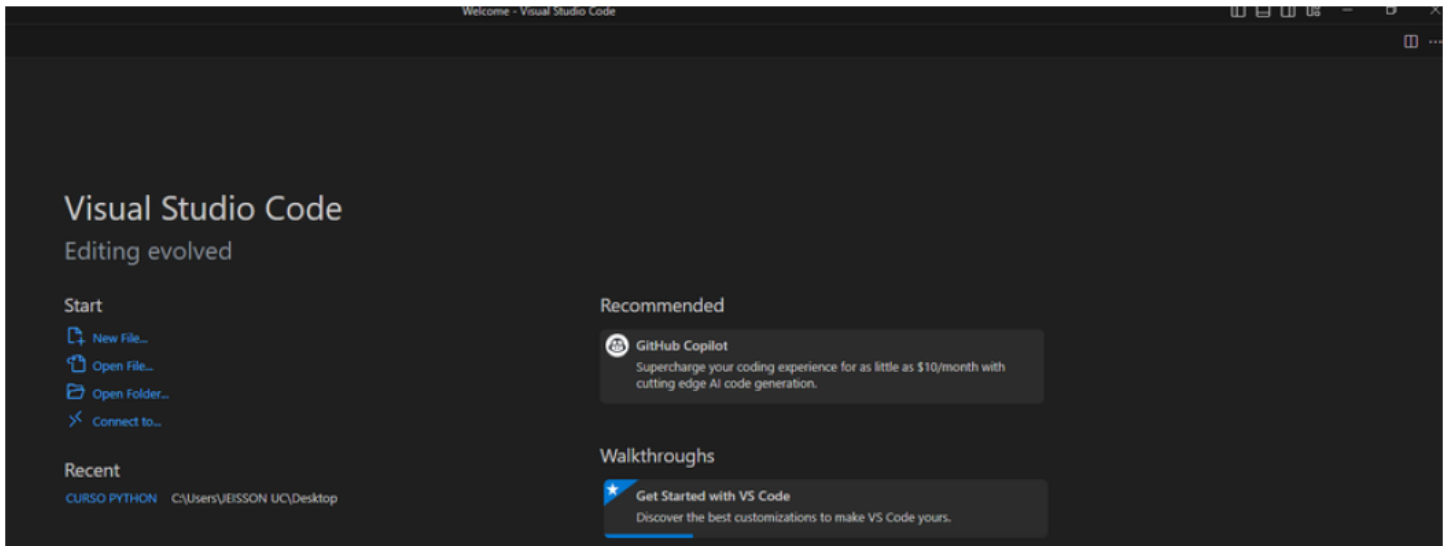 Welcome - Visual Studio Code
Visual Studio Code
Editing evolved
Start
New File...
Open File...
Open Folder...
Connect to...
Recent
CURSO PYTHON C:\Users\JEISSON UC\Desktop
Recommended
GitHub Copilot
Supercharge your coding experience for as little as $10/month with
cutting edge AI code generation.
Walkthroughs
Get Started with VS Code
Discover the best customizations to make VS Code yours.